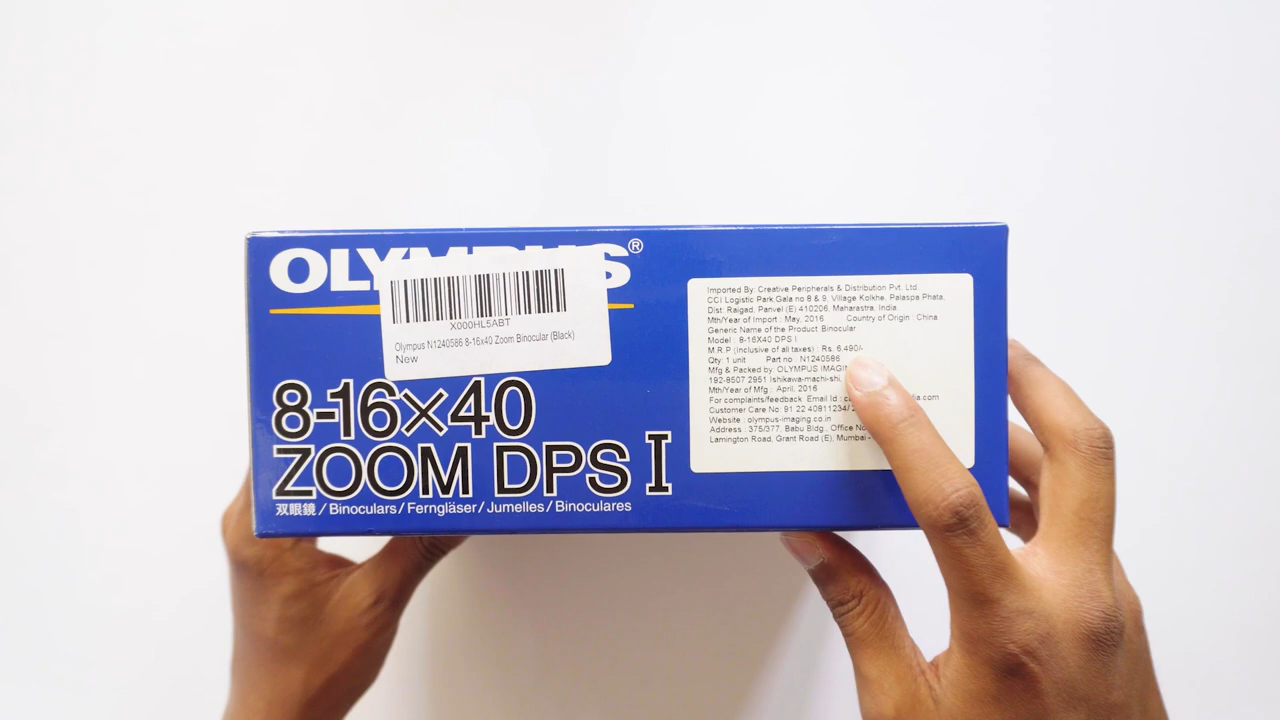 OLYMPUS®
X000HL5ABT
Olympus N1240586 8-16x40 Zoom Binocular (Black)
New
8-16×40
ZOOM DPS I
双眼鏡 / Binoculars / Ferngläser / Jumelles / Binoculares
Imported By: Creative Peripherals & Distribution Pvt. Ltd.
CCI Logistic Park,Gala no 8 & 9, Village Kolkhe, Palaspa Phata,
Dist: Raigad, Panvel (E) 410206, Maharastra, India
Mth/Year of Import : May, 2016 Country of Origin : China
Generic Name of the Product Binocular
Model : 8-16X40 DPS I
M.R.P (Inclusive of all taxes) : Rs. 6,490/-
Qty: 1 unit Part no : N1240586
Mfg & Packed by OLYMPUS
192-8507 2951 Ishikawa-machi-shi,
Mth/Year of Mfg : April, 2016
For complaints/feedback Email Id :
Customer Care No: 91 22 40811234/
Website : olympus-imaging.co.in
Address : 375/377, Babu Bldg., Office
Lamington Road, Grant Road (E), Mumbai -